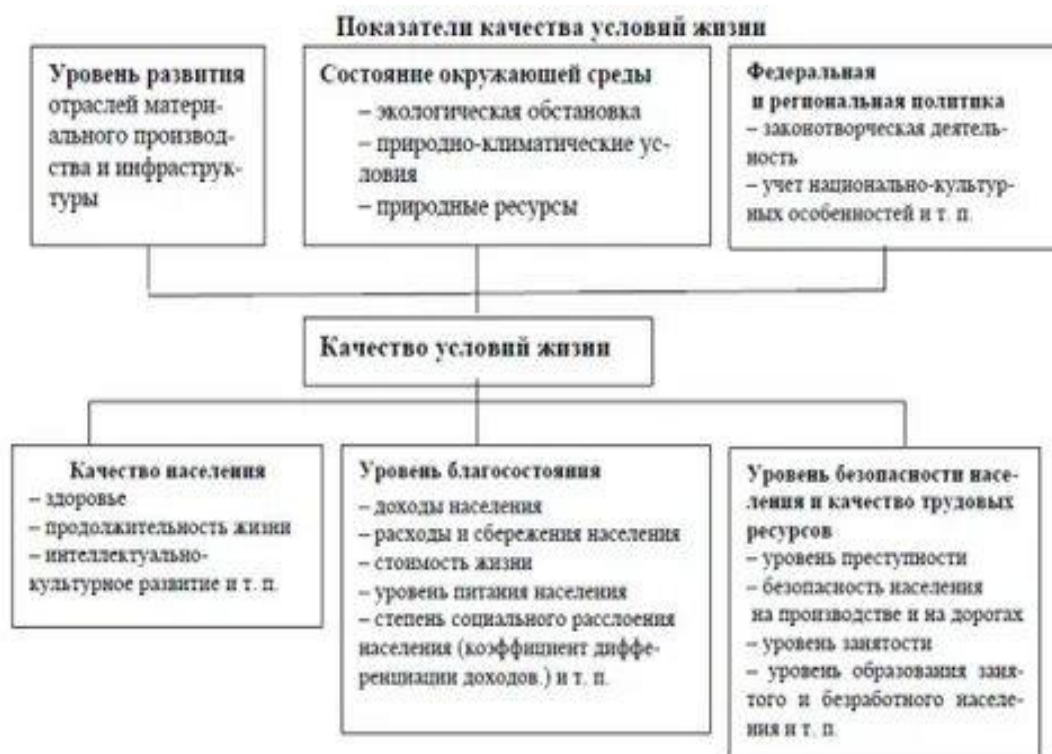 Показатели качества условий жизни
Уровень развития
отраслей матери-
ального производ-
ства и инфраструк-
туры
Состояние окружающей среды
– экологическая обстановка
– природно-климатические ус-
ловия
– природные ресурсы
Федеральная
и региональная политика
– законотворческая деятель-
ность
– учет национально-культур-
ных особенностей и т. п.
Качество условий жизни
Качество населения
– здоровье
– продолжительность жизни
– интеллектуально-
культурное развитие и т. п.
Уровень благосостояния
– доходы населения
– расходы и сбережения населения
– стоимость жизни
– уровень питания населения
– степень социального расслоения
населения (коэффициент диффе-
ренциации доходов.) и т. п.
Уровень безопасности насе-
ления и качество трудовых
ресурсов
– уровень преступности
– безопасность населения
на производстве и на дорогах
– уровень занятости
– уровень образования заня-
того и безработного населе-
ния и т. п.